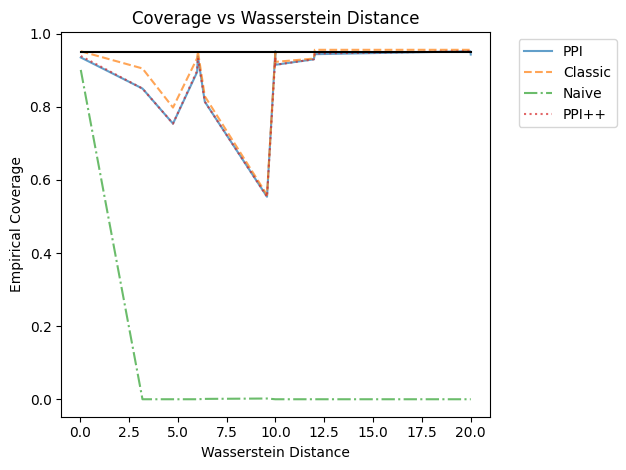 Coverage vs Wasserstein Distance
PPI
Classic
Naive
PPI++
Empirical Coverage
1.0
0.8
0.6
0.4
0.2
0.0
0.0 2.5 5.0 7.5 10.0 12.5 15.0 17.5 20.0
Wasserstein Distance